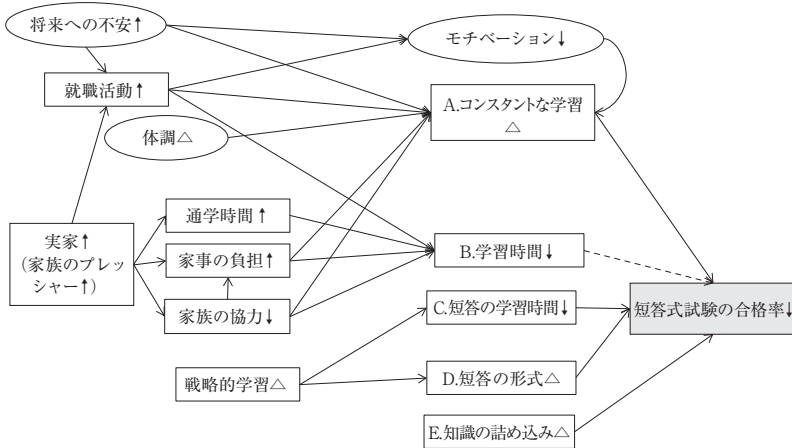 将来への不安↑
モチベーション↓
就職活動↑
A.コンスタントな学習
△
体調△
通学時間↑
実家↑
(家族のプレッ
シャー↑)
家事の負担↑
B.学習時間↓
家族の協力↓
C.短答の学習時間↓
短答式試験の合格率↓
戦略的学習△
D.短答の形式△
E.知識の詰め込み△